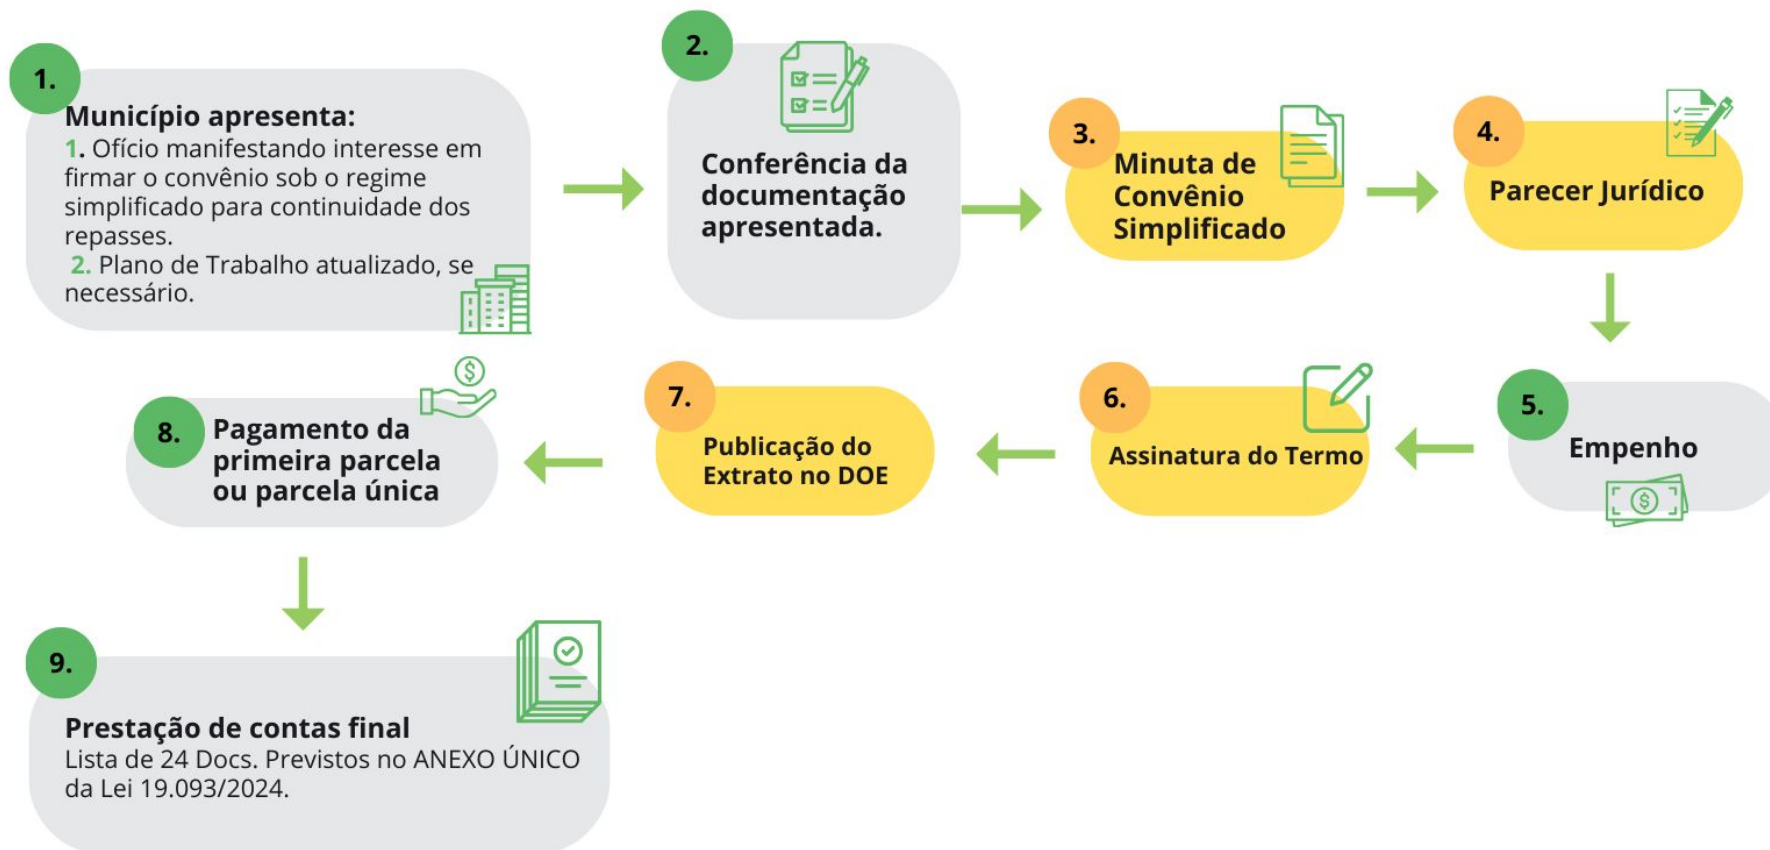 1.
Município apresenta:
1. Ofício manifestando interesse em
firmar o convênio sob o regime
simplificado para continuidade dos
repasses.
2. Plano de Trabalho atualizado, se
necessário.
2.
Conferência da
documentação
apresentada.
3.
Minuta de
Convênio
Simplificado
4.
Parecer Jurídico
5.
Empenho
$
6.
Assinatura do Termo
7.
Publicação do
Extrato no DOE
8.
$
Pagamento da
primeira parcela
ou parcela única
9.
Prestação de contas final
Lista de 24 Docs. Previstos no ANEXO ÚNICO
da Lei 19.093/2024.